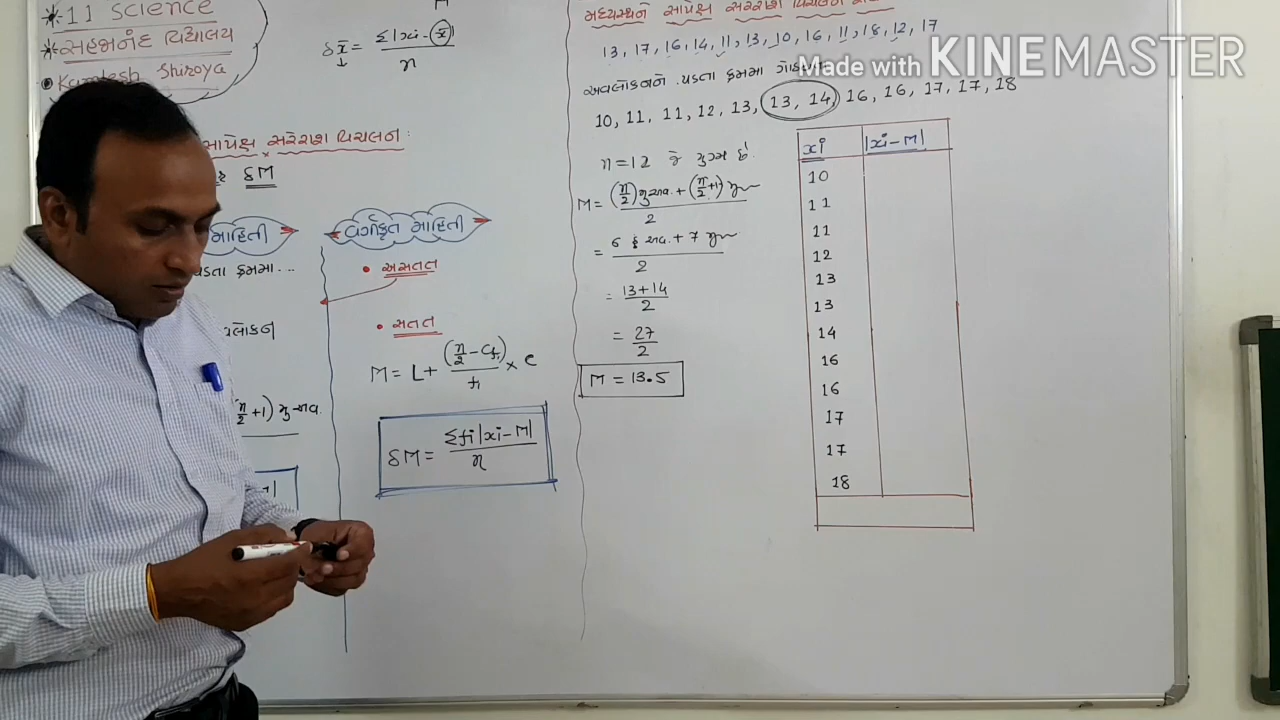 * 11 Science
* સહજાનંદ વિદ્યાલય
• Kamlesh Shiroya
M
δx̄ = Σ|xi-(x̄)| / n
સાપેક્ષ સરેરાશ વિચલન:
δM
માહિતી
ચડતા ક્રમમા...
(n/2 +1) મુ-અવ.
વર્ગીકૃત માહિતી
• અસતત
• સતત
M = L + (n/2 - Cf) / f × c
δM = Σfi|xi-M| / n
મધ્યસ્થને સાપેક્ષ સરેરાશ વિચલન
13, 17, 16, 14, 11, 13, 10, 16, 11, 18, 12, 17
Made with KINEMASTER
અવલોકનને ચડતા ક્રમમા
10, 11, 11, 12, 13, 13, 14, 16, 16, 17, 17, 18
n = 12 જે યુગ્મ છે.
M = (n/2) મુ અવ. + (n/2+1) મુ / 2
= 6 ઠ્ઠુ અવ. + 7 મુ / 2
= 13+14 / 2
= 27 / 2
M = 13.5
xi |xi-M|
10
11
11
12
13
13
14
16
16
17
17
18